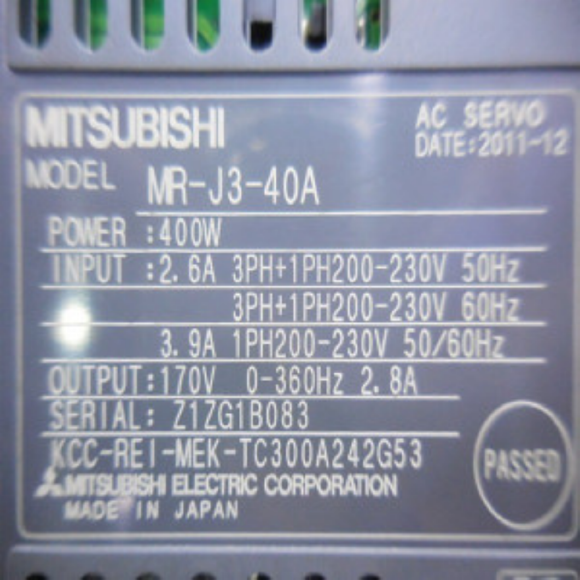 MITSUBISHI
AC SERVO
DATE:2011-12
MODEL MR-J3-40A
POWER :400W
INPUT :2.6A 3PH+1PH200-230V 50Hz
3PH+1PH200-230V 60Hz
3.9A 1PH200-230V 50/60Hz
OUTPUT:170V 0-360Hz 2.8A
SERIAL: Z1ZG1B083
KCC-REI-MEK-TC300A242G53
MITSUBISHI ELECTRIC CORPORATION
MADE IN JAPAN
PASSED